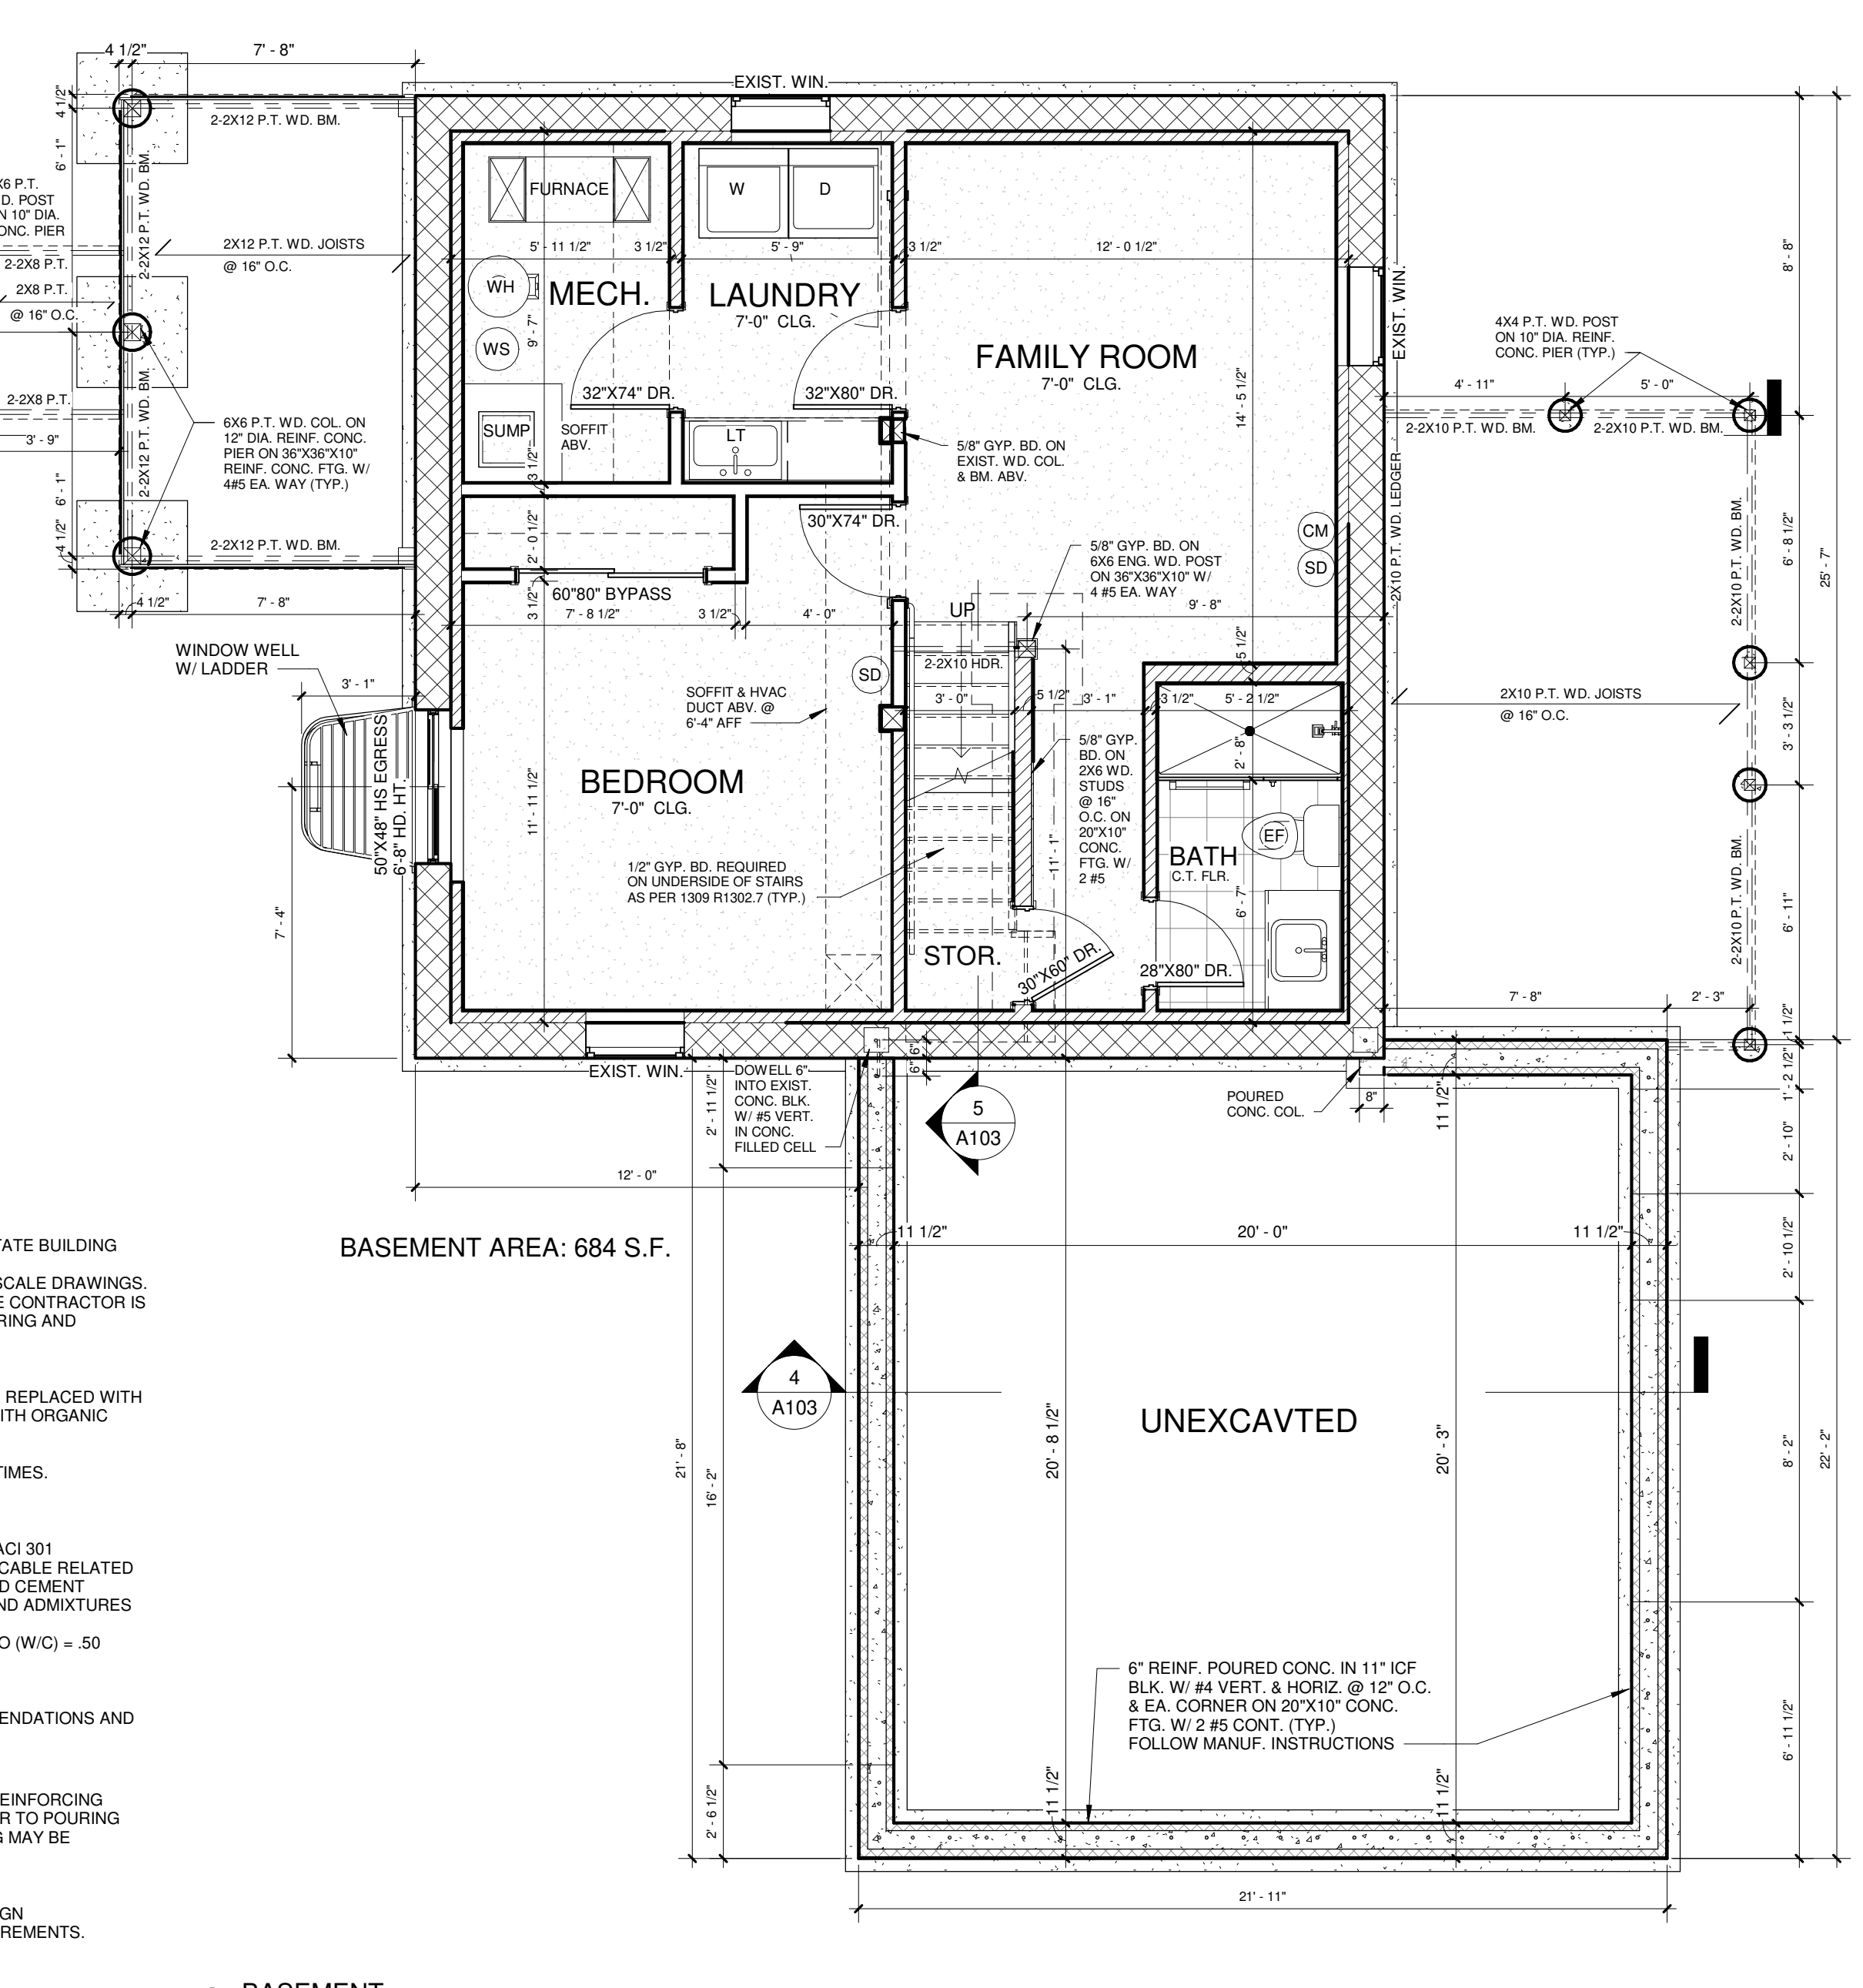 4 1/2"
7' - 8"
EXIST. WIN.
4 1/2"
2-2X12 P.T. WD. BM.
6' - 1"
2-2X12 P.T. WD. BM.
X6 P.T.
D. POST
N 10" DIA.
ONC. PIER
2-2X8 P.T.
2X8 P.T.
@ 16" O.C.
2X12 P.T. WD. JOISTS
@ 16" O.C.
2-2X8 P.T.
3' - 9"
2-2X12 P.T. WD. BM.
6X6 P.T. WD. COL. ON
12" DIA. REINF. CONC.
PIER ON 36"X36"X10"
REINF. CONC. FTG. W/
4#5 EA. WAY (TYP.)
6' - 1"
4 1/2"
2-2X12 P.T. WD. BM.
4 1/2"
7' - 8"
FURNACE
W
D
5' - 11 1/2"
3 1/2"
5' - 9"
3 1/2"
12' - 0 1/2"
WH
MECH.
LAUNDRY
7'-0" CLG.
WS
9' - 7"
32"X74" DR.
32"X80" DR.
SUMP
SOFFIT
ABV.
LT
3 1/2"
FAMILY ROOM
7'-0" CLG.
14' - 5 1/2"
5/8" GYP. BD. ON
EXIST. WD. COL.
& BM. ABV.
EXIST. WIN.
8' - 8"
4X4 P.T. WD. POST
ON 10" DIA. REINF.
CONC. PIER (TYP.)
4' - 11"
5' - 0"
2-2X10 P.T. WD. BM.
2-2X10 P.T. WD. BM.
2X10 P.T. WD. LEDGER
30"X74" DR.
2' - 0 1/2"
60"80" BYPASS
3 1/2"
7' - 8 1/2"
3 1/2"
4' - 0"
CM
SD
5/8" GYP. BD. ON
6X6 ENG. WD. POST
ON 36"X36"X10" W/
4 #5 EA. WAY
9' - 8"
UP
2-2X10 HDR.
2-2X10 P.T. WD. BM.
6' - 8 1/2"
25' - 7"
WINDOW WELL
W/ LADDER
3' - 1"
SD
SOFFIT & HVAC
DUCT ABV. @
6'-4" AFF
5 1/2"
3' - 0"
5 1/2"
3' - 1"
3 1/2"
5' - 2 1/2"
2X10 P.T. WD. JOISTS
@ 16" O.C.
3' - 3 1/2"
50"X48" HS EGRESS
6'-8" HD. HT.
BEDROOM
7'-0" CLG.
11' - 11 1/2"
5/8" GYP.
BD. ON
2X6 WD.
STUDS
@ 16"
O.C. ON
20"X10"
CONC.
FTG. W/
2 #5
2' - 8"
EF
BATH
C.T. FLR.
11' - 1"
6' - 7"
1/2" GYP. BD. REQUIRED
ON UNDERSIDE OF STAIRS
AS PER 1309 R1302.7 (TYP.)
7' - 4"
STOR.
30"X60" DR.
28"X80" DR.
2-2X10 P.T. WD. BM.
6' - 11"
7' - 8"
2' - 3"
1 1/2"
EXIST. WIN.
6"
6"
DOWELL 6"
INTO EXIST.
CONC. BLK.
W/ #5 VERT.
IN CONC.
FILLED CELL
2' - 11 1/2"
5
A103
POURED
CONC. COL.
8"
11 1/2"
1' - 2 1/2"
2' - 10"
12' - 0"
BASEMENT AREA: 684 S.F.
11 1/2"
20' - 0"
11 1/2"
2' - 10 1/2"
TATE BUILDING
SCALE DRAWINGS.
E CONTRACTOR IS
RING AND
4
A103
REPLACED WITH
ITH ORGANIC
UNEXCAVTED
21' - 8"
16' - 2"
20' - 8 1/2"
20' - 3"
8' - 2"
22' - 2"
TIMES.
ACI 301
CABLE RELATED
D CEMENT
ND ADMIXTURES
O (W/C) = .50
6" REINF. POURED CONC. IN 11" ICF
BLK. W/ #4 VERT. & HORIZ. @ 12" O.C.
& EA. CORNER ON 20"X10" CONC.
FTG. W/ 2 #5 CONT. (TYP.)
FOLLOW MANUF. INSTRUCTIONS
6' - 11 1/2"
ENDATIONS AND
2' - 6 1/2"
11 1/2"
11 1/2"
EINFORCING
R TO POURING
G MAY BE
21' - 11"
GN
REMENTS.
BASEMENT